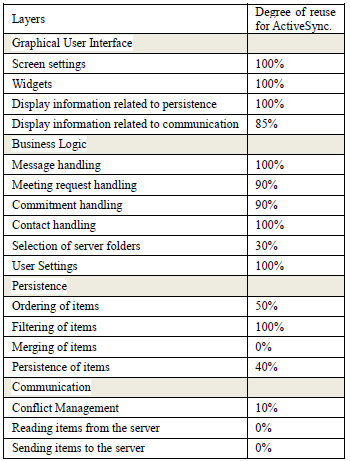 Layers
Degree of reuse
for ActiveSync.
Graphical User Interface
Screen settings 100%
Widgets 100%
Display information related to persistence 100%
Display information related to communication 85%
Business Logic
Message handling 100%
Meeting request handling 90%
Commitment handling 90%
Contact handling 100%
Selection of server folders 30%
User Settings 100%
Persistence
Ordering of items 50%
Filtering of items 100%
Merging of items 0%
Persistence of items 40%
Communication
Conflict Management 10%
Reading items from the server 0%
Sending items to the server 0%